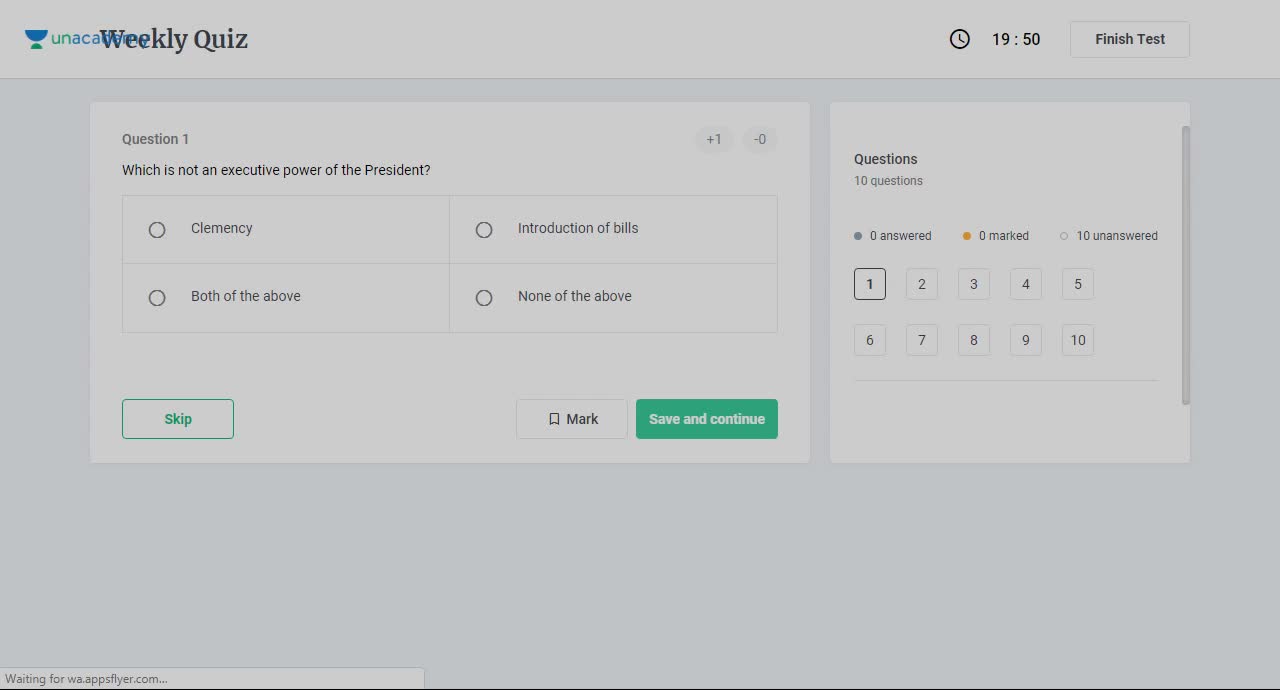 unacademy Weekly Quiz
19 : 50
Finish Test
Question 1
+1
-0
Which is not an executive power of the President?
Clemency
Introduction of bills
Both of the above
None of the above
Skip
Mark
Save and continue
Questions
10 questions
0 answered
0 marked
10 unanswered
1 2 3 4 5
6 7 8 9 10
Waiting for wa.appsflyer.com...